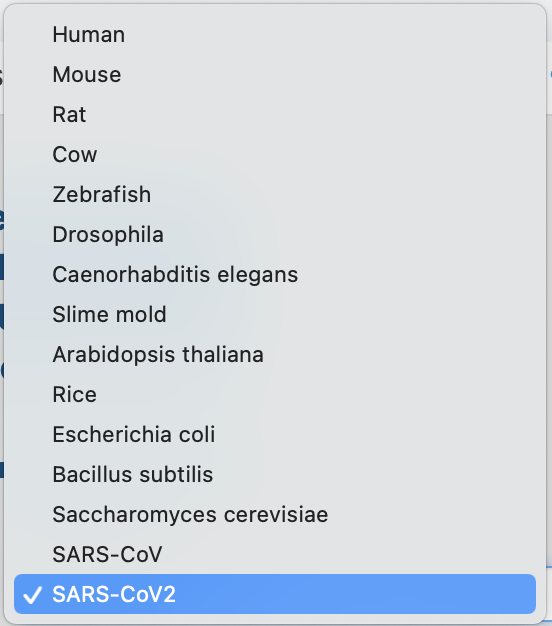 Human
Mouse
Rat
Cow
Zebrafish
Drosophila
Caenorhabditis elegans
Slime mold
Arabidopsis thaliana
Rice
Escherichia coli
Bacillus subtilis
Saccharomyces cerevisiae
SARS-CoV
SARS-CoV2